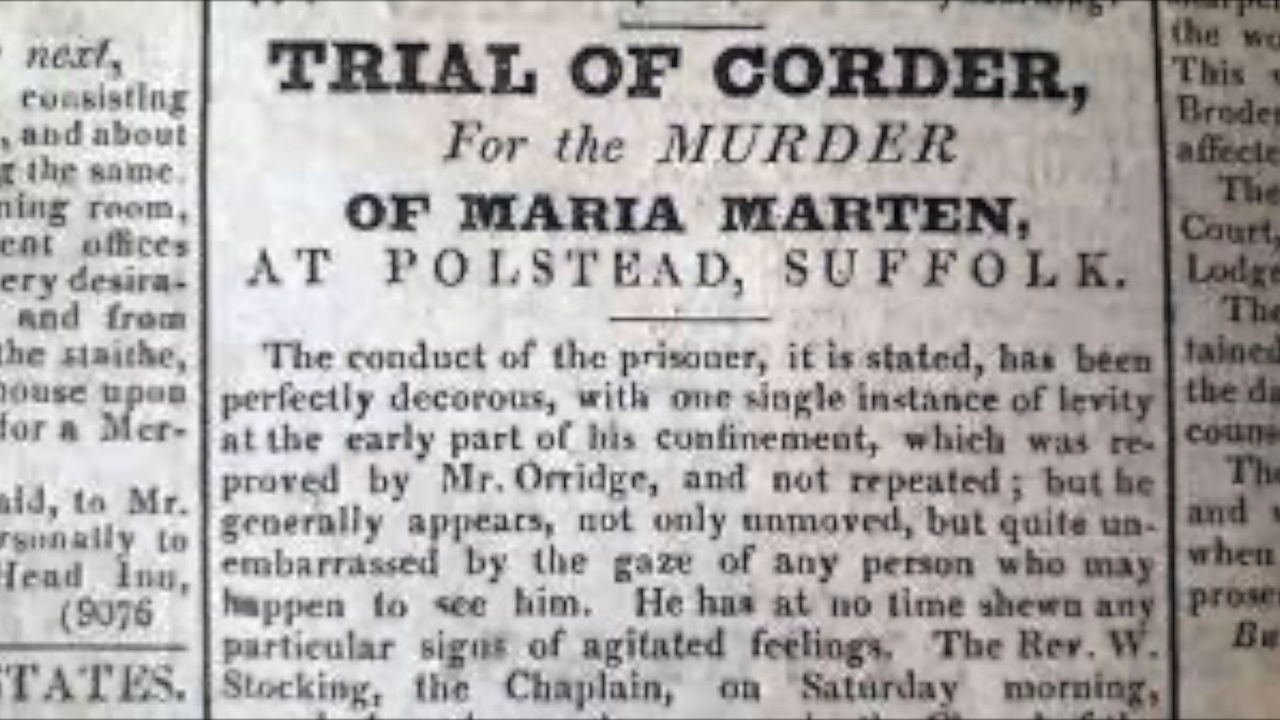 next,
consisting
, and about
g the same.
ning room,
ent offices
ery desira-
and from
the staithe,
house upon
for a Mer-
aid, to Mr.
rsonally to
Head Inn,
(9076
STATES.
TRIAL OF CORDER,
For the MURDER
OF MARIA MARTEN,
AT POLSTEAD, SUFFOLK.
The conduct of the prisoner, it is stated, has been
perfectly decorous, with one single instance of levity
at the early part of his confinement, which was re-
proved by Mr. Orridge, and not repeated; but he
generally appears, not only unmoved, but quite un-
embarrassed by the gaze of any person who may
happen to see him. He has at no time shewn any
particular signs of agitated feelings. The Rev. W.
Stocking, the Chaplain, on Saturday morning,
the wo
This
Broder
affecte
The
Court,
Lodge
The
tained
the da
couns
The
and
when
prosec
Bu